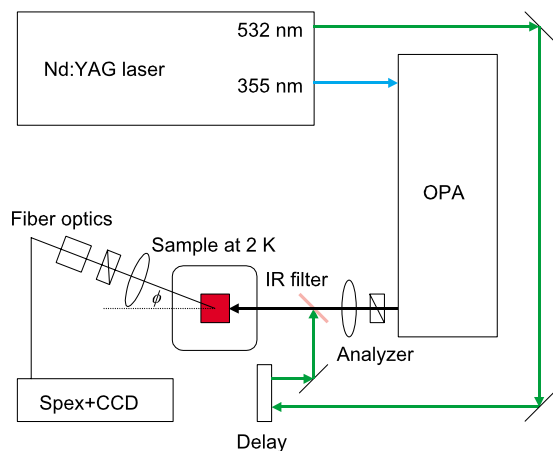 532 nm
Nd:YAG laser
355 nm
OPA
Fiber optics
Sample at 2 K
IR filter
ϕ
Analyzer
Spex+CCD
Delay